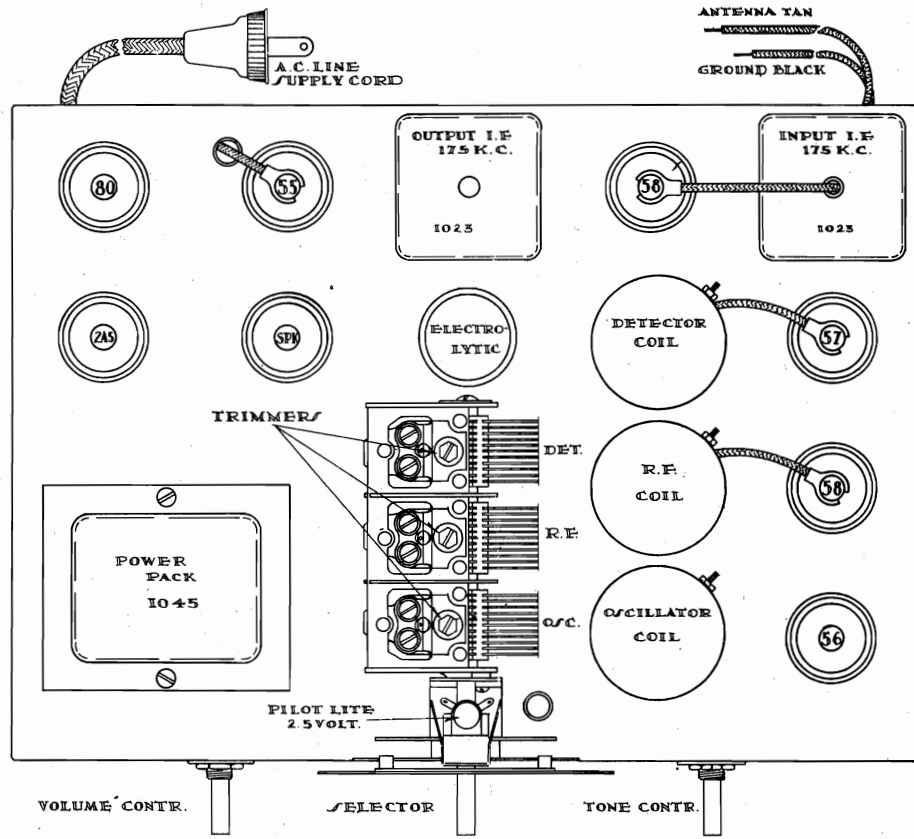 ANTENNA TAN
GROUND BLACK
A.C. LINE
SUPPLY CORD
80
55
OUTPUT I.F.
175 K.C.
1023
58
INPUT I.F.
175 K.C.
1023
2A5
SPK
ELECTRO-
LYTIC
DETECTOR
COIL
57
TRIMMERS
DET.
R.F.
COIL
58
POWER
PACK
1045
R.F.
OSC.
OSCILLATOR
COIL
56
PILOT LITE
2.5 VOLT.
VOLUME CONTR.
SELECTOR
TONE CONTR.